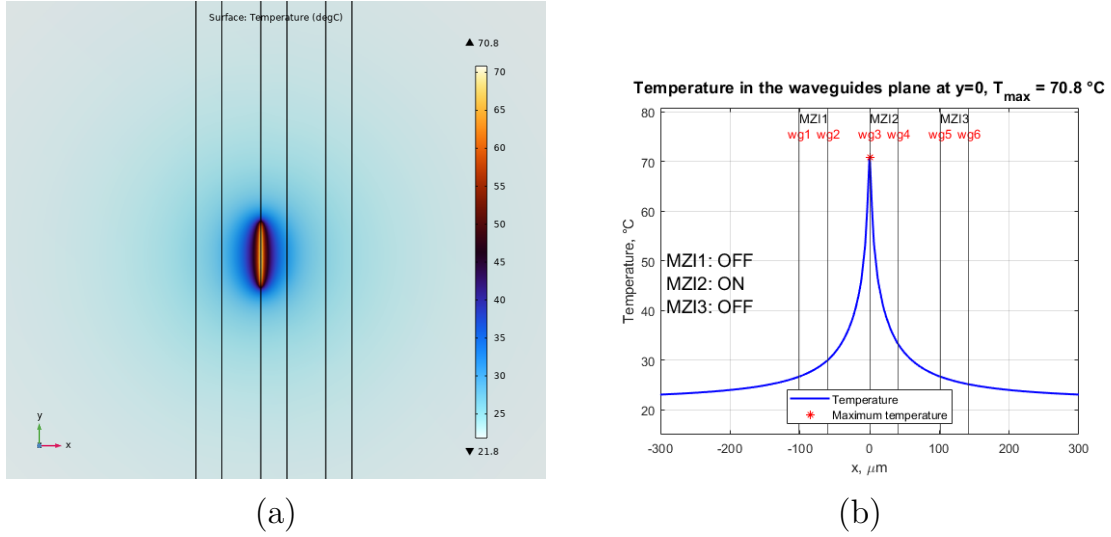 Surface: Temperature (degC)
▲ 70.8
70
65
60
55
50
45
40
35
30
25
▼ 21.8
y
x
(a)
Temperature in the waveguides plane at y=0, T_max = 70.8 °C
80
70
60
50
40
30
20
Temperature, °C
MZI1 MZI2 MZI3
wg1 wg2 wg3 wg4 wg5 wg6
MZI1: OFF
MZI2: ON
MZI3: OFF
Temperature
Maximum temperature
-300 -200 -100 0 100 200 300
x, μm
(b)